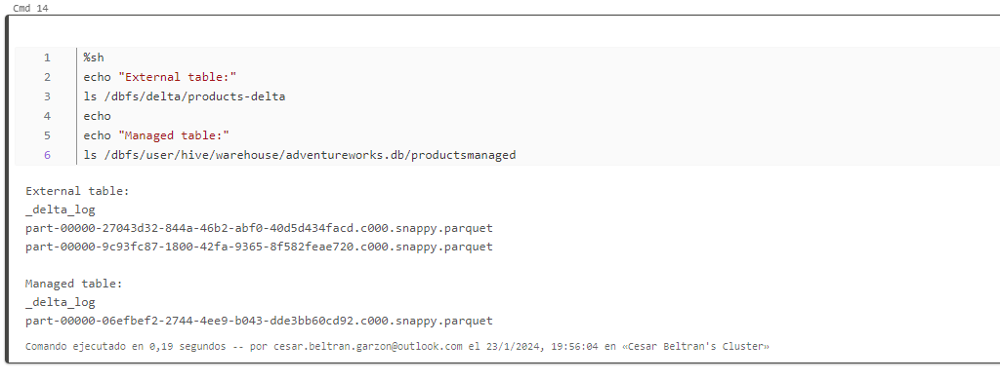 Cmd 14
1 %sh
2 echo "External table:"
3 ls /dbfs/delta/products-delta
4 echo
5 echo "Managed table:"
6 ls /dbfs/user/hive/warehouse/adventureworks.db/productsmanaged
External table:
_delta_log
part-00000-27043d32-844a-46b2-abf0-40d5d434facd.c000.snappy.parquet
part-00000-9c93fc87-1800-42fa-9365-8f582feae720.c000.snappy.parquet
Managed table:
_delta_log
part-00000-06efbef2-2744-4ee9-b043-dde3bb60cd92.c000.snappy.parquet
Comando ejecutado en 0,19 segundos -- por cesar.beltran.garzon@outlook.com el 23/1/2024, 19:56:04 en «Cesar Beltran's Cluster»